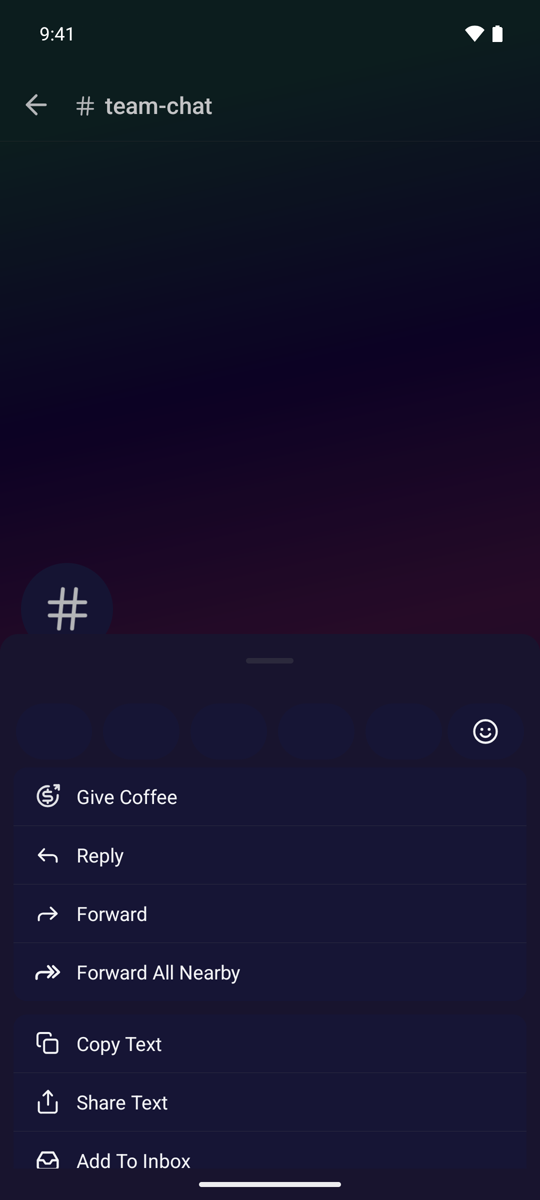 9:41
# team-chat
#
Give Coffee
Reply
Forward
Forward All Nearby
Copy Text
Share Text
Add To Inbox